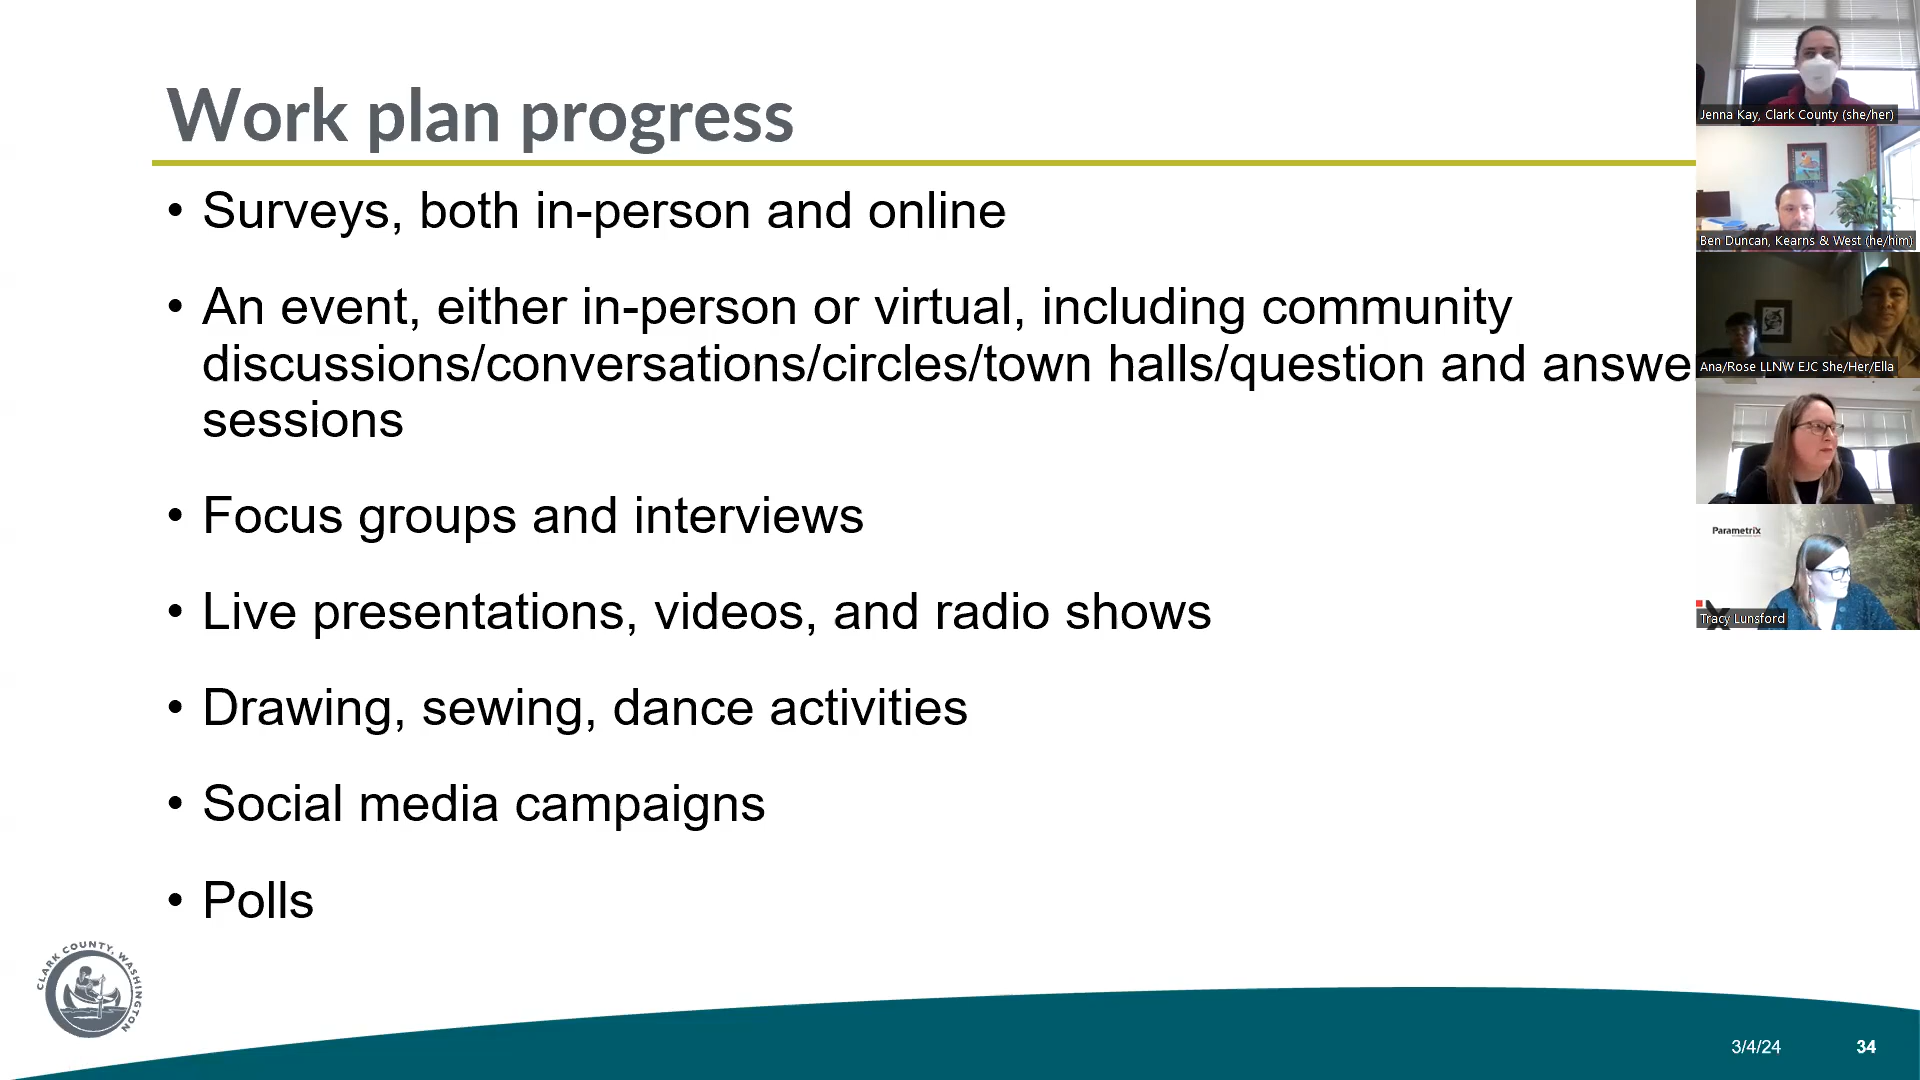 Work plan progress
• Surveys, both in-person and online
• An event, either in-person or virtual, including community
discussions/conversations/circles/town halls/question and answe
sessions
• Focus groups and interviews
• Live presentations, videos, and radio shows
• Drawing, sewing, dance activities
• Social media campaigns
• Polls
CLARK COUNTY, WASHINGTON
3/4/24
34
Jenna Kay, Clark County (she/her)
Ben Duncan, Kearns & West (he/him)
Ana/Rose LLNW EJC She/Her/Ella
Parametrix
Tracy Lunsford